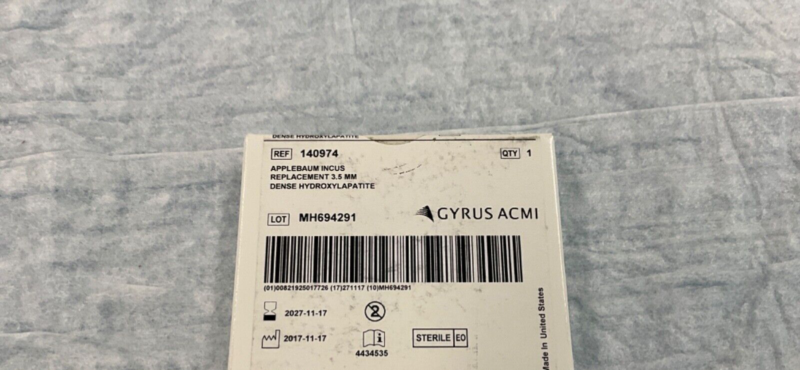 DENSE HYDROXYLAPATITE
REF 140974
QTY 1
APPLEBAUM INCUS
REPLACEMENT 3.5 MM
DENSE HYDROXYLAPATITE
LOT MH694291
GYRUS ACMI
(01)00821925017726 (17)271117 (10)MH694291
2027-11-17
2
2017-11-17
i
4434535
STERILE EO
Made In United States